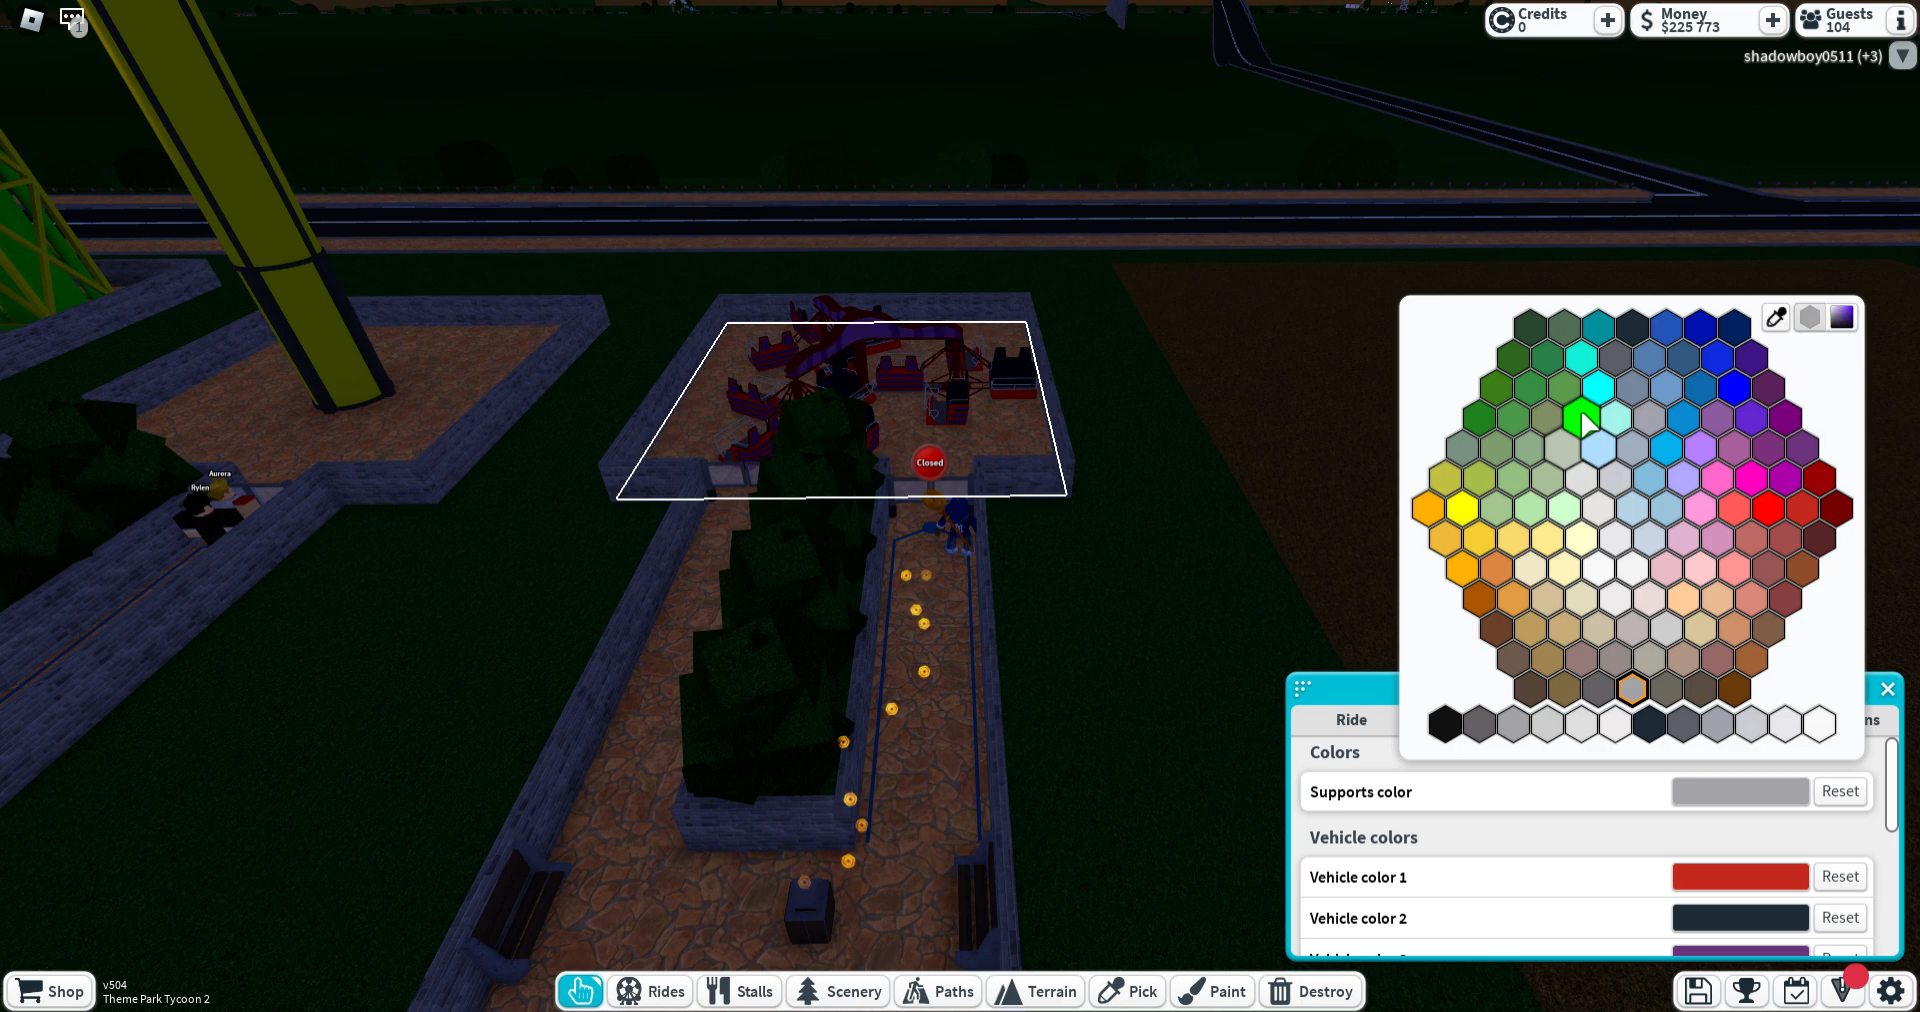 1
Credits
0
Money
$225 773
Guests
104
shadowboy0511 (+3)
Aurora
Rylen
Closed
Ride
ns
Colors
Supports color
Reset
Vehicle colors
Vehicle color 1
Reset
Vehicle color 2
Reset
Shop
v504
Theme Park Tycoon 2
Rides
Stalls
Scenery
Paths
Terrain
Pick
Paint
Destroy